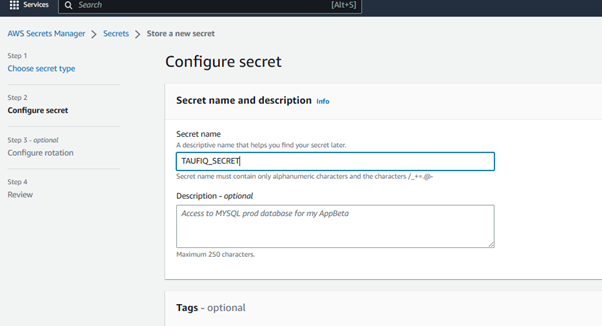 Services
Search
[Alt+S]
AWS Secrets Manager > Secrets > Store a new secret
Step 1
Choose secret type
Step 2
Configure secret
Step 3 - optional
Configure rotation
Step 4
Review
Configure secret
Secret name and description Info
Secret name
A descriptive name that helps you find your secret later.
TAUFIQ_SECRET
Secret name must contain only alphanumeric characters and the characters /_+=.@-
Description - optional
Access to MYSQL prod database for my AppBeta
Maximum 250 characters.
Tags - optional